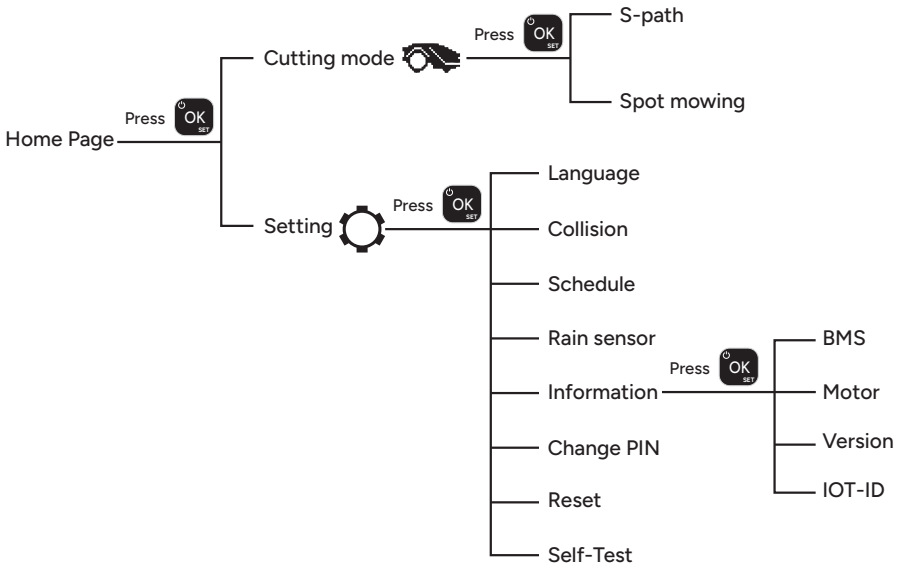 Home Page
Press OK SET
Cutting mode
Press OK SET
S-path
Spot mowing
Setting
Press OK SET
Language
Collision
Schedule
Rain sensor
Information
Press OK SET
BMS
Motor
Version
IOT-ID
Change PIN
Reset
Self-Test